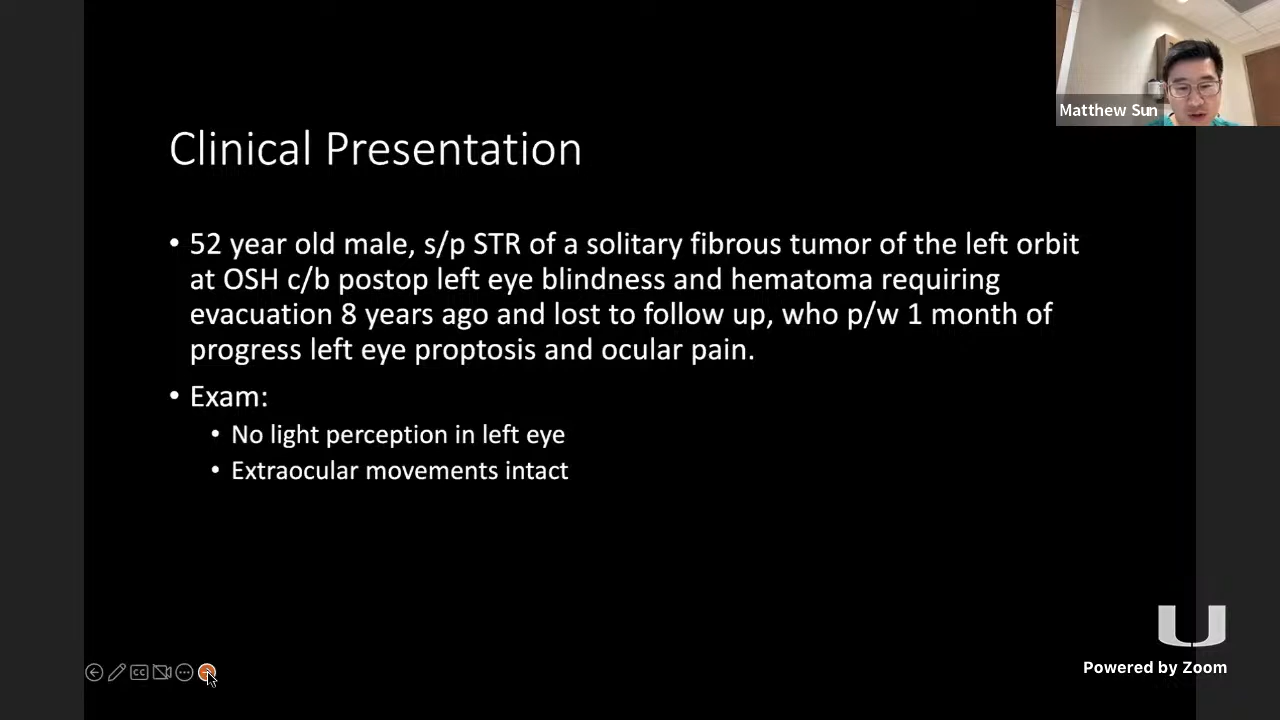 Matthew Sun
Clinical Presentation
• 52 year old male, s/p STR of a solitary fibrous tumor of the left orbit
at OSH c/b postop left eye blindness and hematoma requiring
evacuation 8 years ago and lost to follow up, who p/w 1 month of
progress left eye proptosis and ocular pain.
• Exam:
• No light perception in left eye
• Extraocular movements intact
U
Powered by Zoom
CC